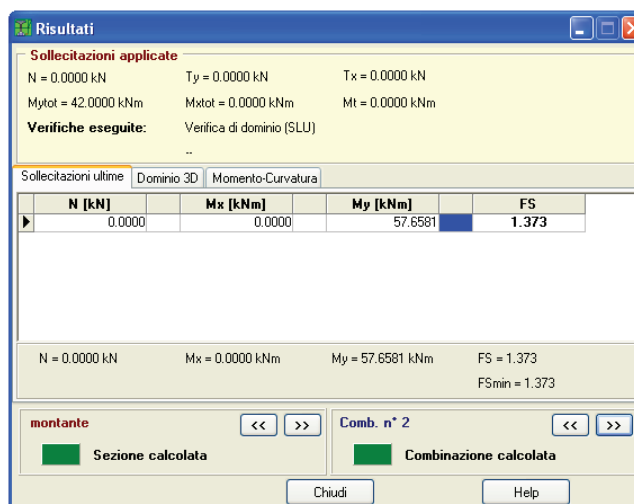 Risultati
Sollecitazioni applicate
N = 0.0000 kN Ty = 0.0000 kN Tx = 0.0000 kN
Mytot = 42.0000 kNm Mxtot = 0.0000 kNm Mt = 0.0000 kNm
Verifiche eseguite: Verifica di dominio (SLU)
--
Sollecitazioni ultime Dominio 3D Momento-Curvatura
N [kN] Mx [kNm] My [kNm] FS
0.0000 0.0000 57.6581 1.373
N = 0.0000 kN Mx = 0.0000 kNm My = 57.6581 kNm FS = 1.373
FSmin = 1.373
montante << >> Comb. n° 2 << >>
Sezione calcolata Combinazione calcolata
Chiudi Help